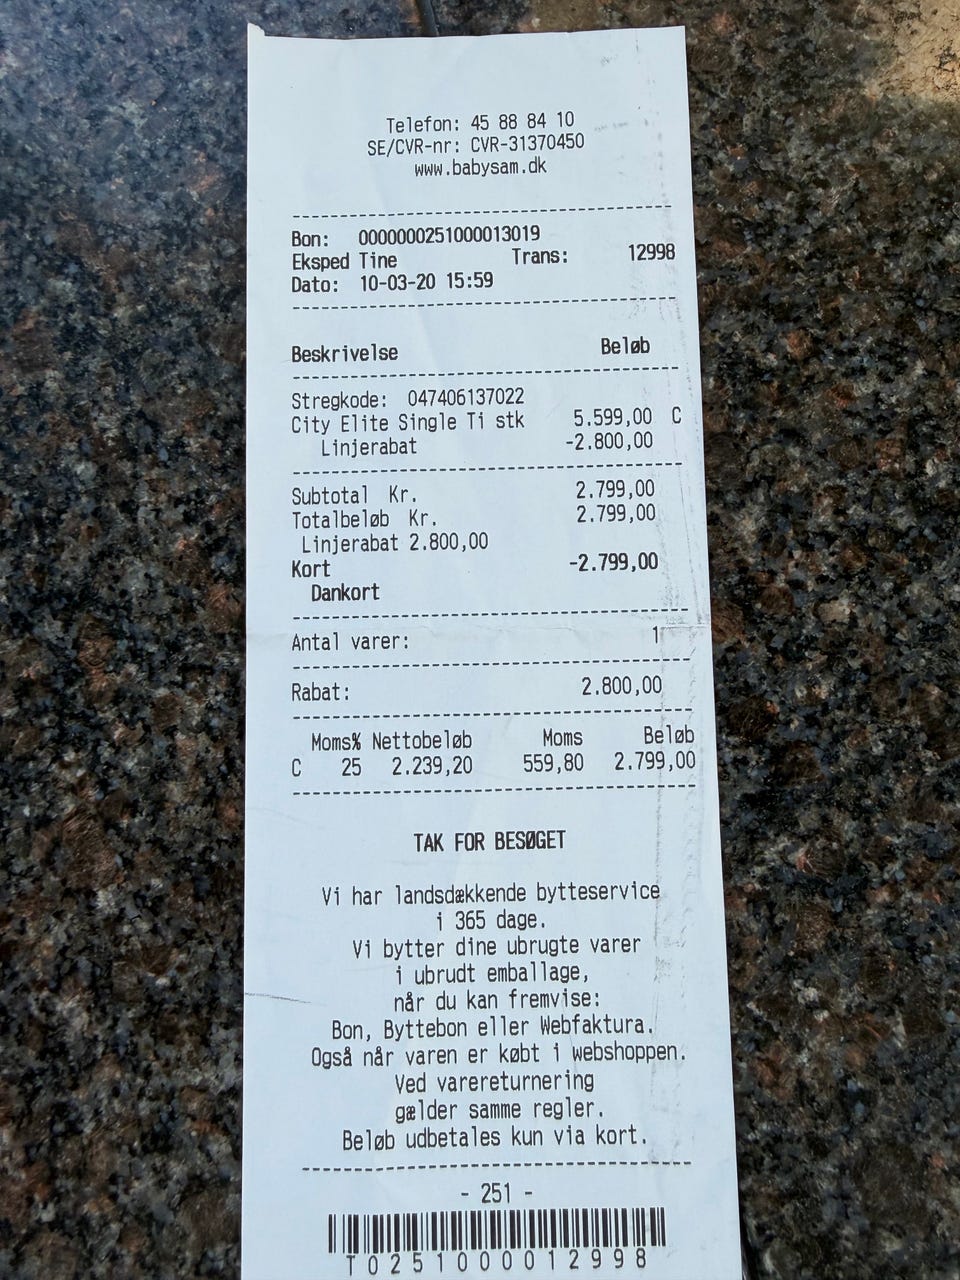 Telefon: 45 88 84 10
SE/CVR-nr: CVR-31370450
www.babysam.dk
Bon: 0000000251000013019
Eksped Tine Trans: 12998
Dato: 10-03-20 15:59
Beskrivelse Beløb
Stregkode: 047406137022
City Elite Single Ti stk 5.599,00 C
Linjerabat -2.800,00
Subtotal Kr. 2.799,00
Totalbeløb Kr. 2.799,00
Linjerabat 2.800,00
Kort -2.799,00
Dankort
Antal varer: 1
Rabat: 2.800,00
Moms% Nettobeløb Moms Beløb
C 25 2.239,20 559,80 2.799,00
TAK FOR BESØGET
Vi har landsdækkende bytteservice
i 365 dage.
Vi bytter dine ubrugte varer
i ubrudt emballage,
når du kan fremvise:
Bon, Byttebon eller Webfaktura.
Også når varen er købt i webshoppen.
Ved varereturnering
gælder samme regler.
Beløb udbetales kun via kort.
- 251 -
T0251000012998